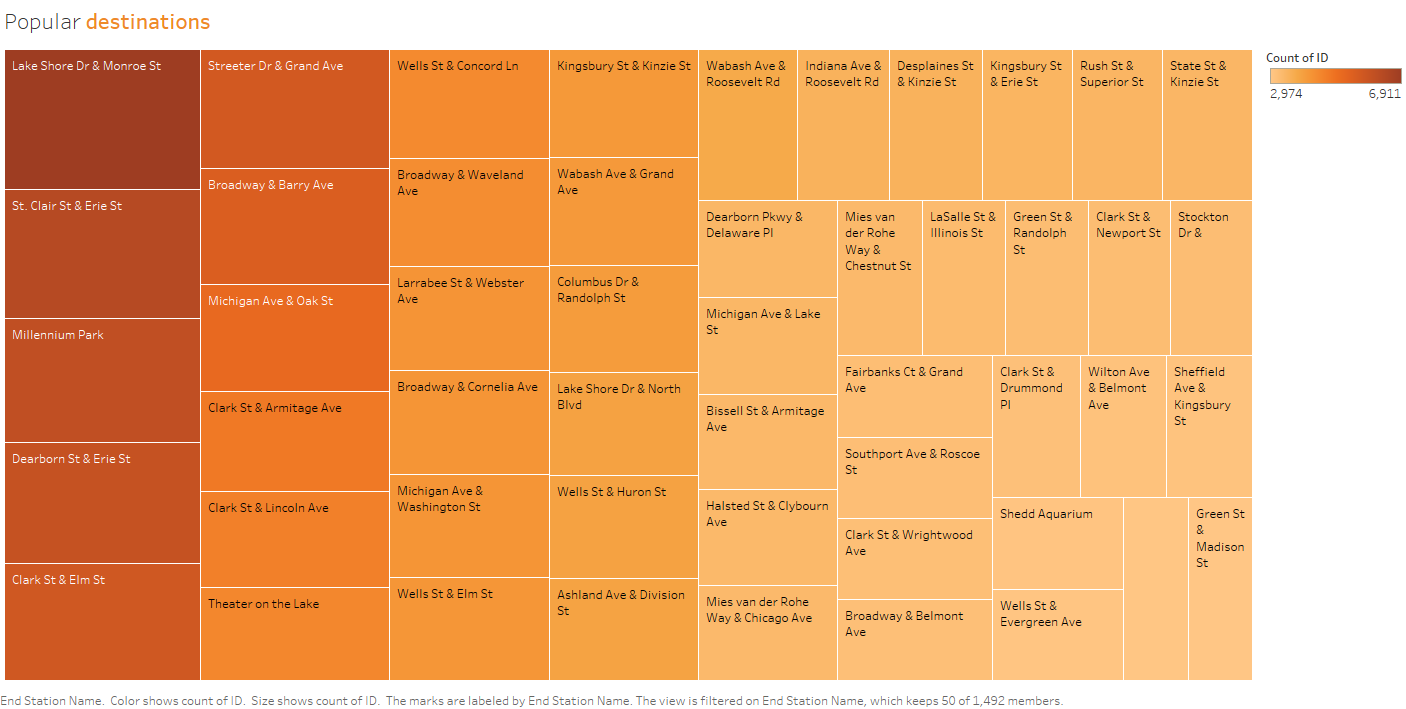 Popular destinations
Count of ID
2,974 6,911
Lake Shore Dr & Monroe St
St. Clair St & Erie St
Millennium Park
Dearborn St & Erie St
Clark St & Elm St
Streeter Dr & Grand Ave
Broadway & Barry Ave
Michigan Ave & Oak St
Clark St & Armitage Ave
Clark St & Lincoln Ave
Theater on the Lake
Wells St & Concord Ln
Broadway & Waveland
Ave
Larrabee St & Webster
Ave
Broadway & Cornelia Ave
Michigan Ave &
Washington St
Wells St & Elm St
Kingsbury St & Kinzie St
Wabash Ave & Grand
Ave
Columbus Dr &
Randolph St
Lake Shore Dr & North
Blvd
Wells St & Huron St
Ashland Ave & Division
St
Wabash Ave &
Roosevelt Rd
Indiana Ave &
Roosevelt Rd
Desplaines St
& Kinzie St
Kingsbury St
& Erie St
Rush St &
Superior St
State St &
Kinzie St
Dearborn Pkwy &
Delaware Pl
Michigan Ave & Lake
St
Bissell St & Armitage
Ave
Halsted St & Clybourn
Ave
Mies van der Rohe
Way & Chicago Ave
Mies van
der Rohe
Way &
Chestnut St
LaSalle St &
Illinois St
Green St &
Randolph
St
Clark St &
Newport St
Stockton
Dr &
Fairbanks Ct & Grand
Ave
Southport Ave & Roscoe
St
Clark St & Wrightwood
Ave
Broadway & Belmont
Ave
Clark St &
Drummond
Pl
Wilton Ave
& Belmont
Ave
Sheffield
Ave &
Kingsbury
St
Shedd Aquarium
Wells St &
Evergreen Ave
Green St
&
Madison
St
End Station Name.  Color shows count of ID.  Size shows count of ID.  The marks are labeled by End Station Name. The view is filtered on End Station Name, which keeps 50 of 1,492 members.